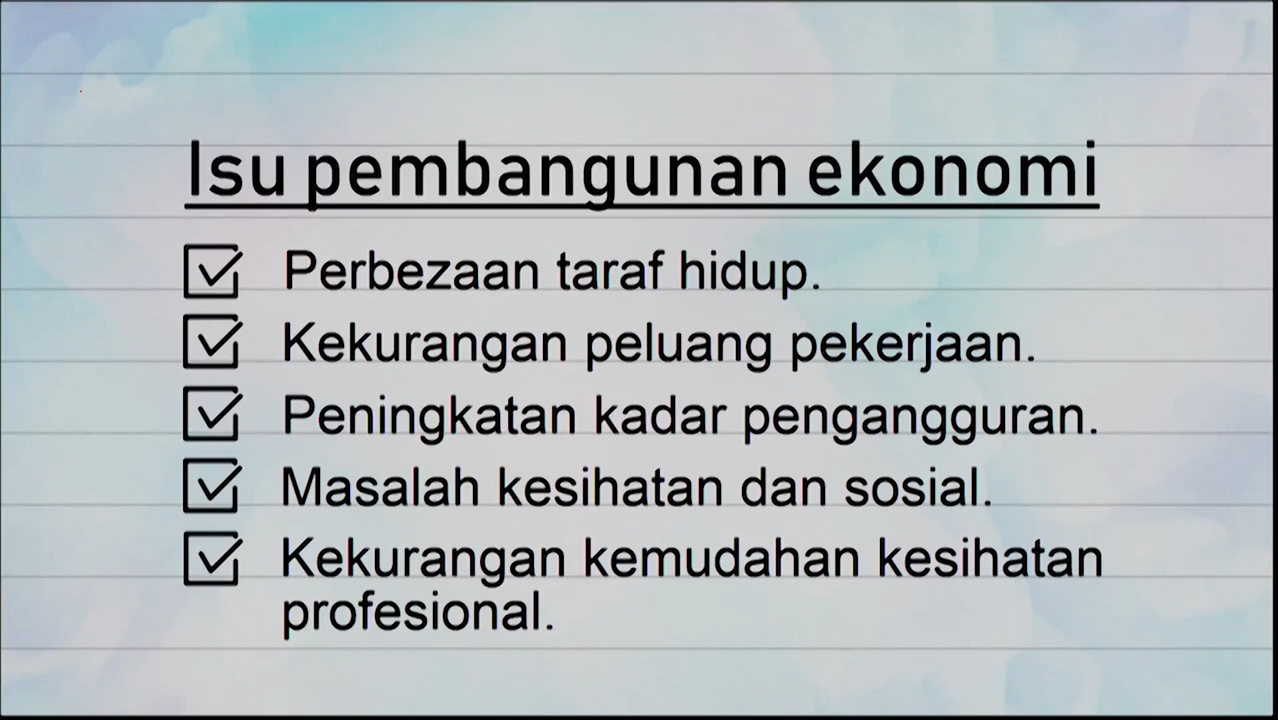 Isu pembangunan ekonomi
Perbezaan taraf hidup.
Kekurangan peluang pekerjaan.
Peningkatan kadar pengangguran.
Masalah kesihatan dan sosial.
Kekurangan kemudahan kesihatan
profesional.